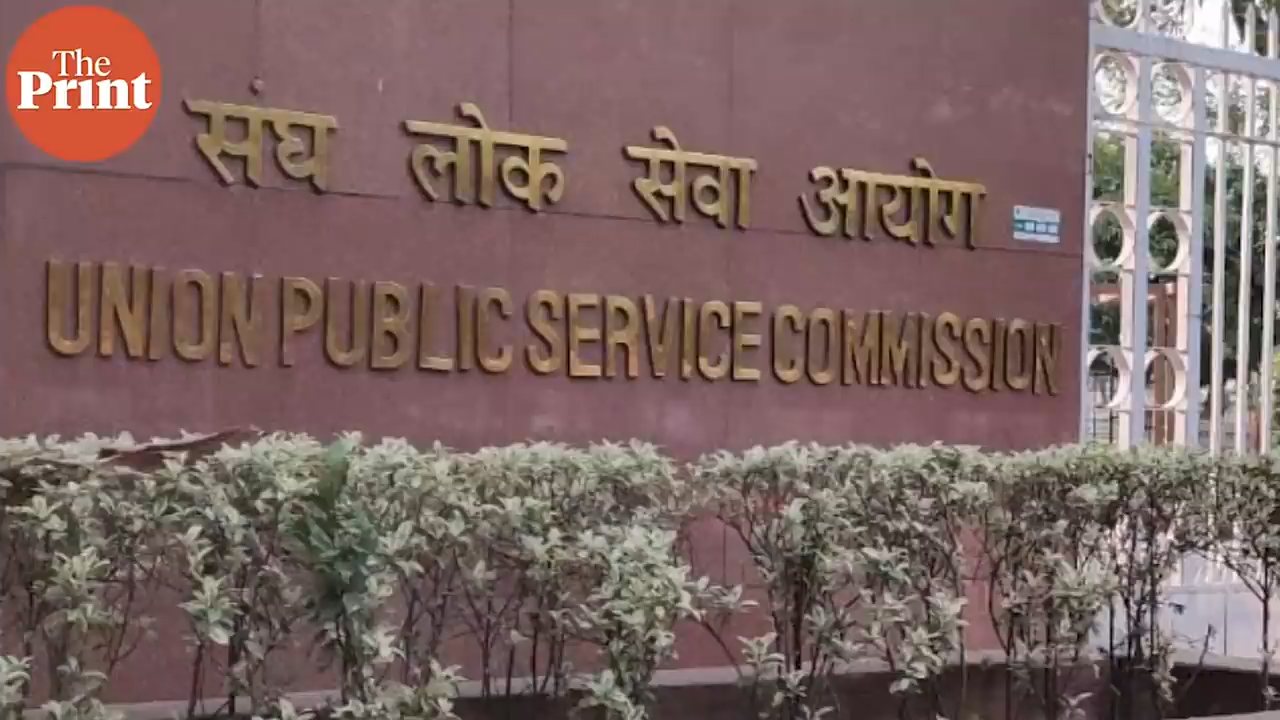 The
Print
संघ लोक सेवा आयोग
UNION PUBLIC SERVICE COMMISSION